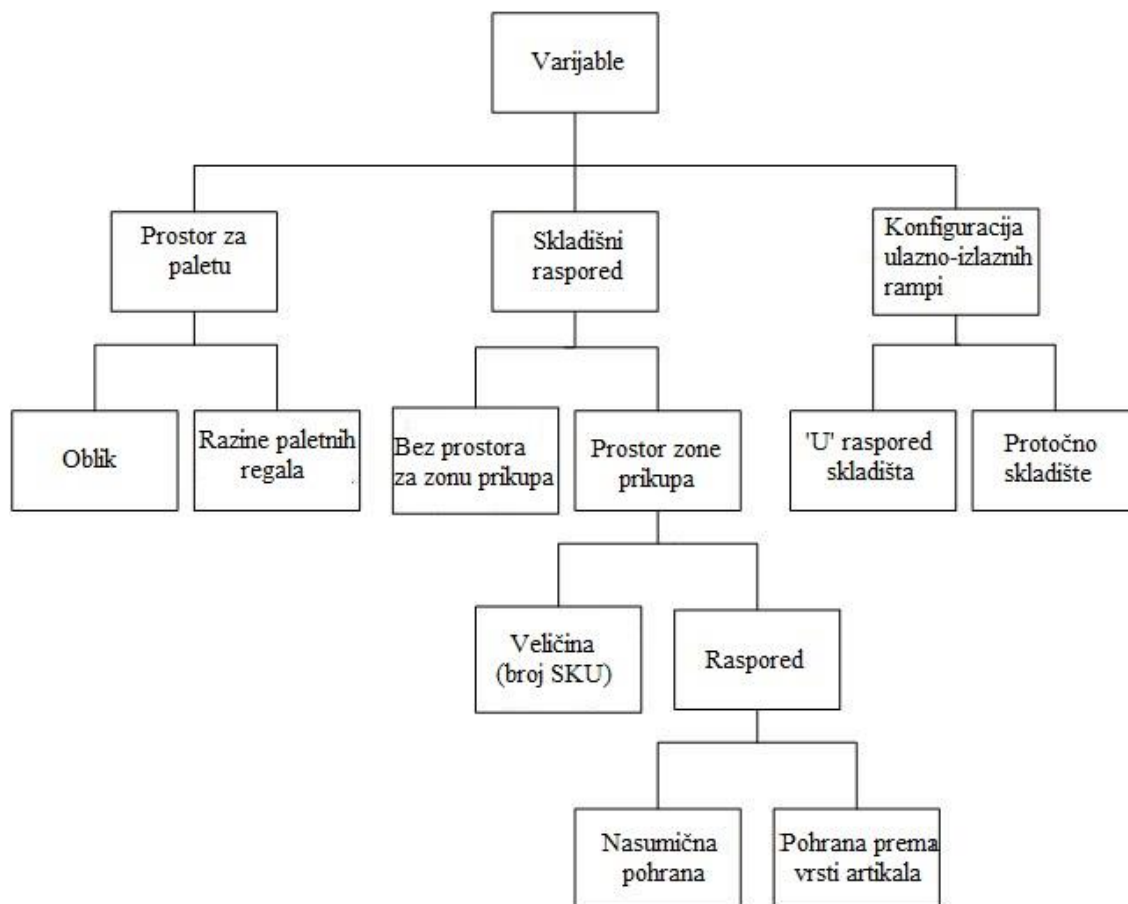 Varijable
Prostor za
paletu
Skladišni
raspored
Konfiguracija
ulazno-izlaznih
rampi
Oblik
Razine paletnih
regala
Bez prostora
za zonu prikupa
Prostor zone
prikupa
'U' raspored
skladišta
Protočno
skladište
Veličina
(broj SKU)
Raspored
Nasumična
pohrana
Pohrana prema
vrsti artikala